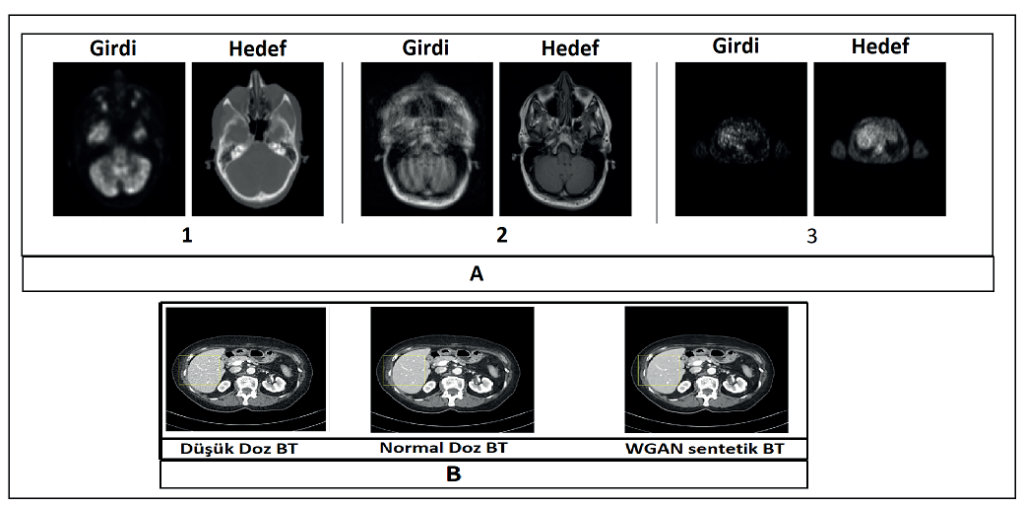 Girdi Hedef Girdi Hedef Girdi Hedef
1 2 3
A
Düşük Doz BT Normal Doz BT WGAN sentetik BT
B